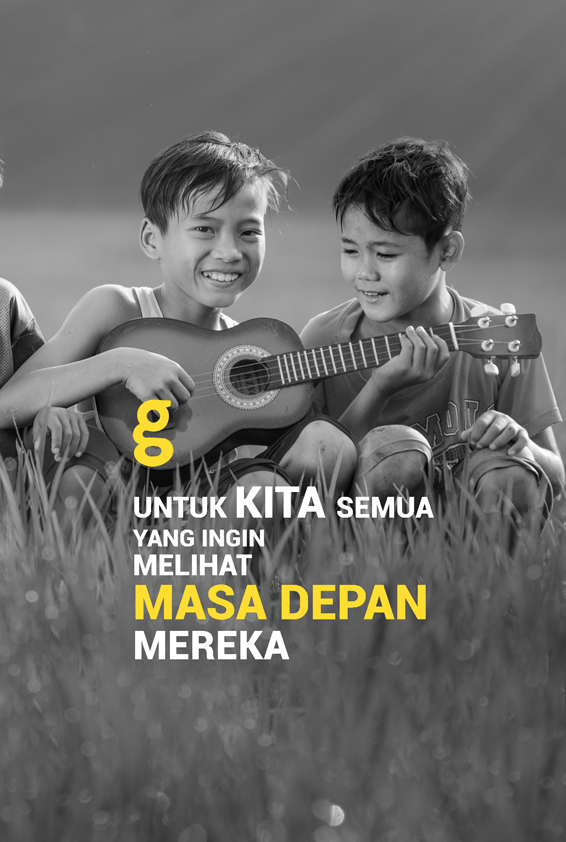 g
UNTUK KITA SEMUA
YANG INGIN
MELIHAT
MASA DEPAN
MEREKA